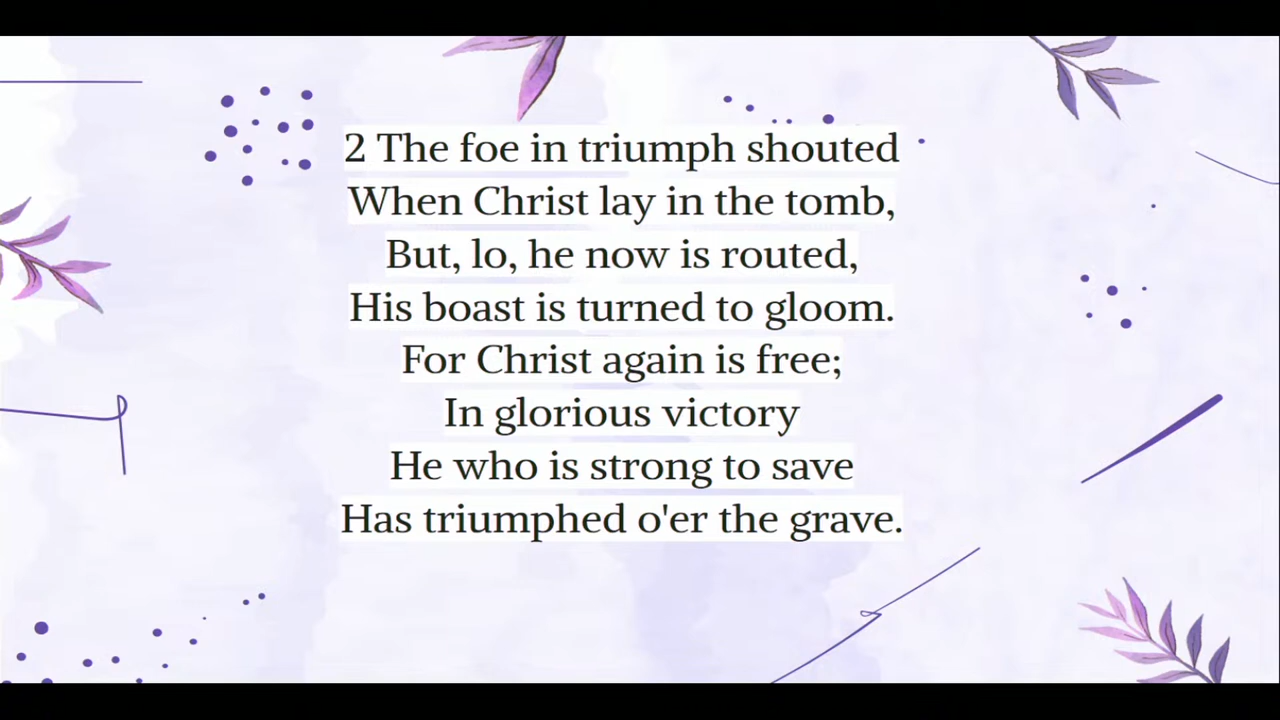 2 The foe in triumph shouted
When Christ lay in the tomb,
But, lo, he now is routed,
His boast is turned to gloom.
For Christ again is free;
In glorious victory
He who is strong to save
Has triumphed o'er the grave.